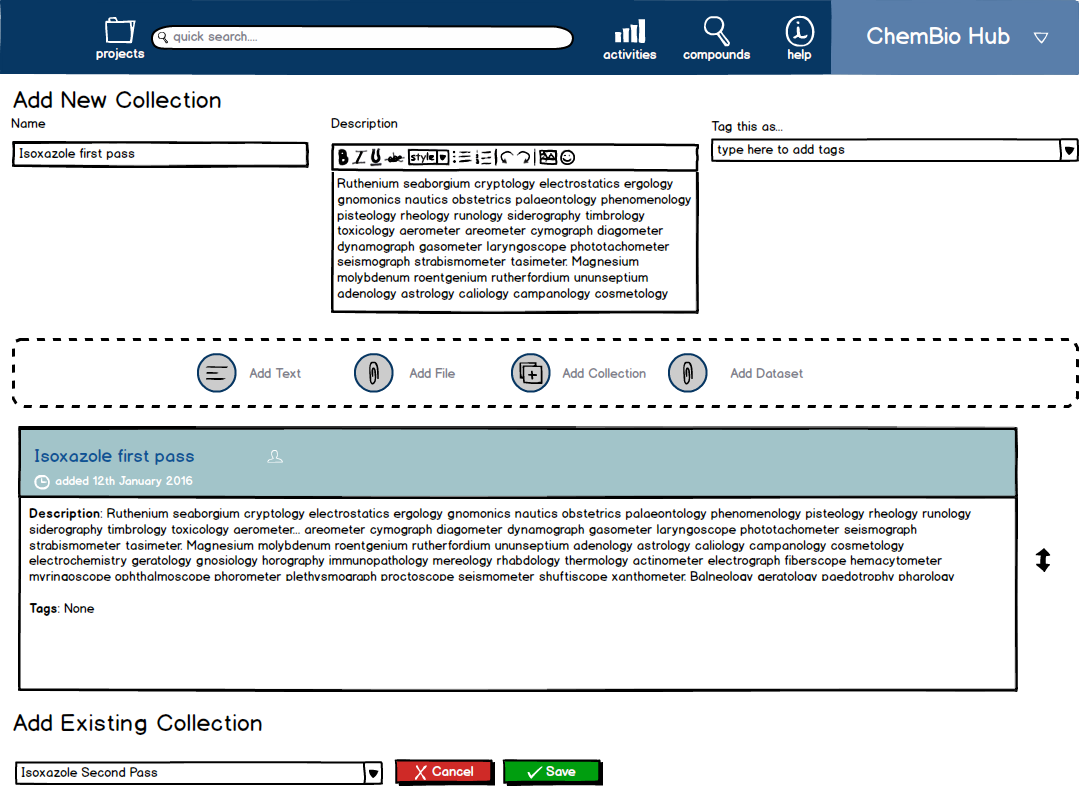 projects
quick search....
activities
compounds
help
ChemBio Hub
Add New Collection
Name
Description
Tag this as...
Isoxazole first pass
B I U abc style
type here to add tags
Ruthenium seaborgium cryptology electrostatics ergology
gnomonics nautics obstetrics palaeontology phenomenology
pisteology rheology runology siderography timbrology
toxicology aerometer areometer cymograph diagometer
dynamograph gasometer laryngoscope phototachometer
seismograph strabismometer tasimeter. Magnesium
molybdenum roentgenium rutherfordium ununseptium
adenology astrology caliology campanology cosmetology
Add Text
Add File
Add Collection
Add Dataset
Isoxazole first pass
added 12th January 2016
Description: Ruthenium seaborgium cryptology electrostatics ergology gnomonics nautics obstetrics palaeontology phenomenology pisteology rheology runology
siderography timbrology toxicology aerometer... areometer cymograph diagometer dynamograph gasometer laryngoscope phototachometer seismograph
strabismometer tasimeter. Magnesium molybdenum roentgenium rutherfordium ununseptium adenology astrology caliology campanology cosmetology
electrochemistry geratology gnosiology horography immunopathology mereology rhabdology thermology actinometer electrograph fiberscope hemacytometer
myringoscope ophthalmoscope phorometer plethysmograph proctoscope seismometer shuftiscope xanthometer. Balneology geratology paedotrophy pharology
Tags: None
Add Existing Collection
Isoxazole Second Pass
Cancel
Save